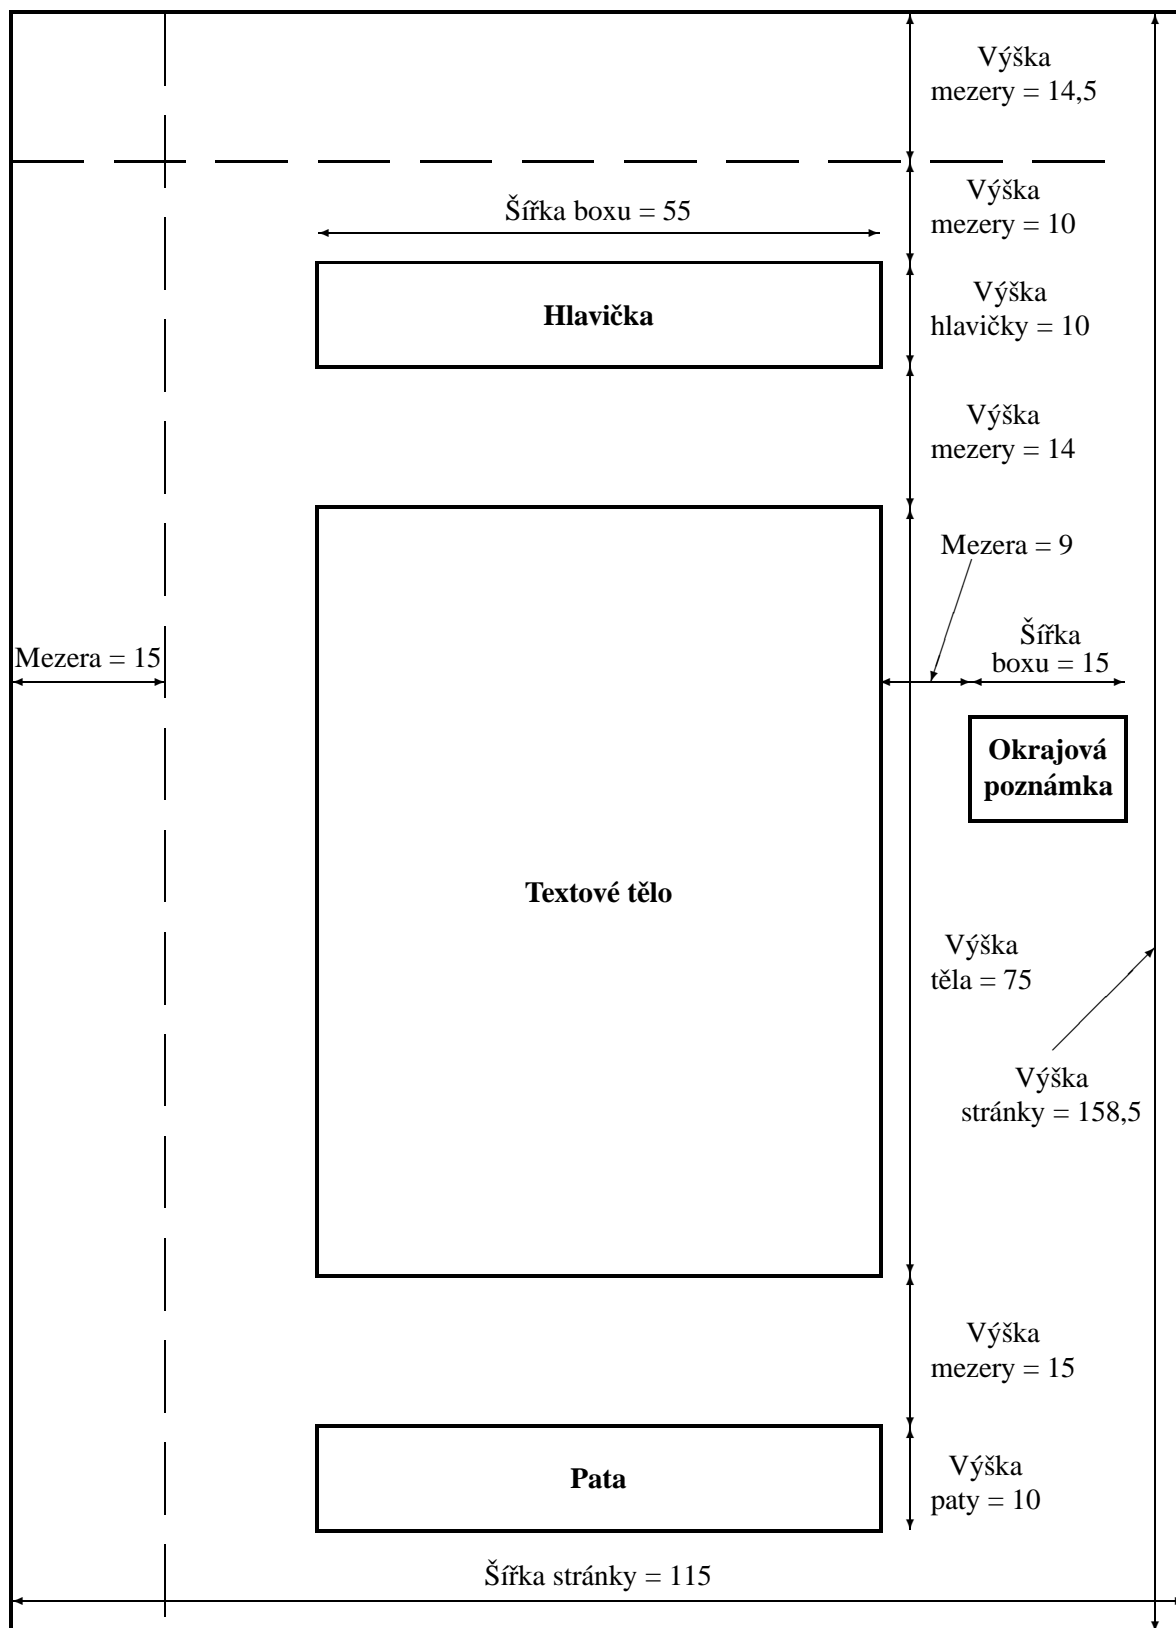 Výška
mezery = 14,5
Výška
mezery = 10
Šířka boxu = 55
Hlavička
Výška
hlavičky = 10
Výška
mezery = 14
Mezera = 9
Šířka
boxu = 15
Mezera = 15
Okrajová
poznámka
Textové tělo
Výška
těla = 75
Výška
stránky = 158,5
Výška
mezery = 15
Pata
Výška
paty = 10
Šířka stránky = 115